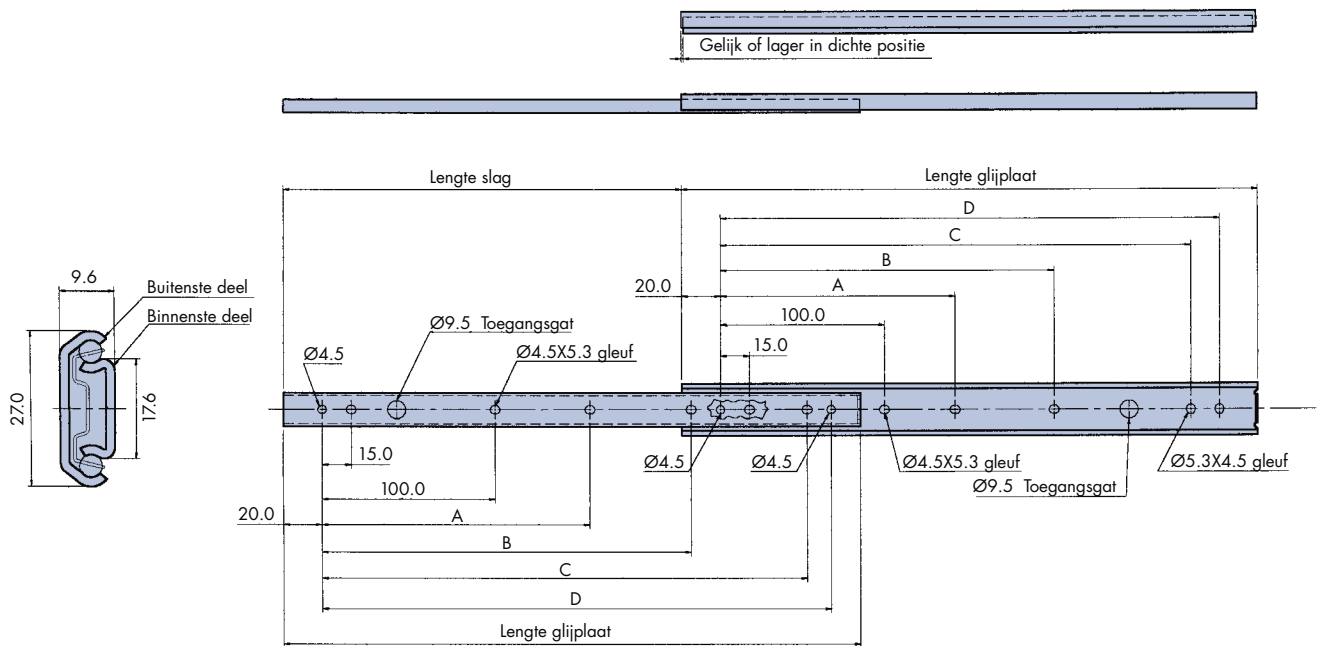 Gelijk of lager in dichte positie
Lengte slag
Lengte glijplaat
D
C
B
20.0
A
100.0
15.0
9.6
Buitenste deel
Binnenste deel
27.0
17.6
Ø4.5
Ø9.5 Toegangsgat
Ø4.5X5.3 gleuf
15.0
100.0
20.0
A
B
C
D
Lengte glijplaat
Ø4.5
Ø4.5
Ø4.5X5.3 gleuf
Ø9.5 Toegangsgat
Ø5.3X4.5 gleuf